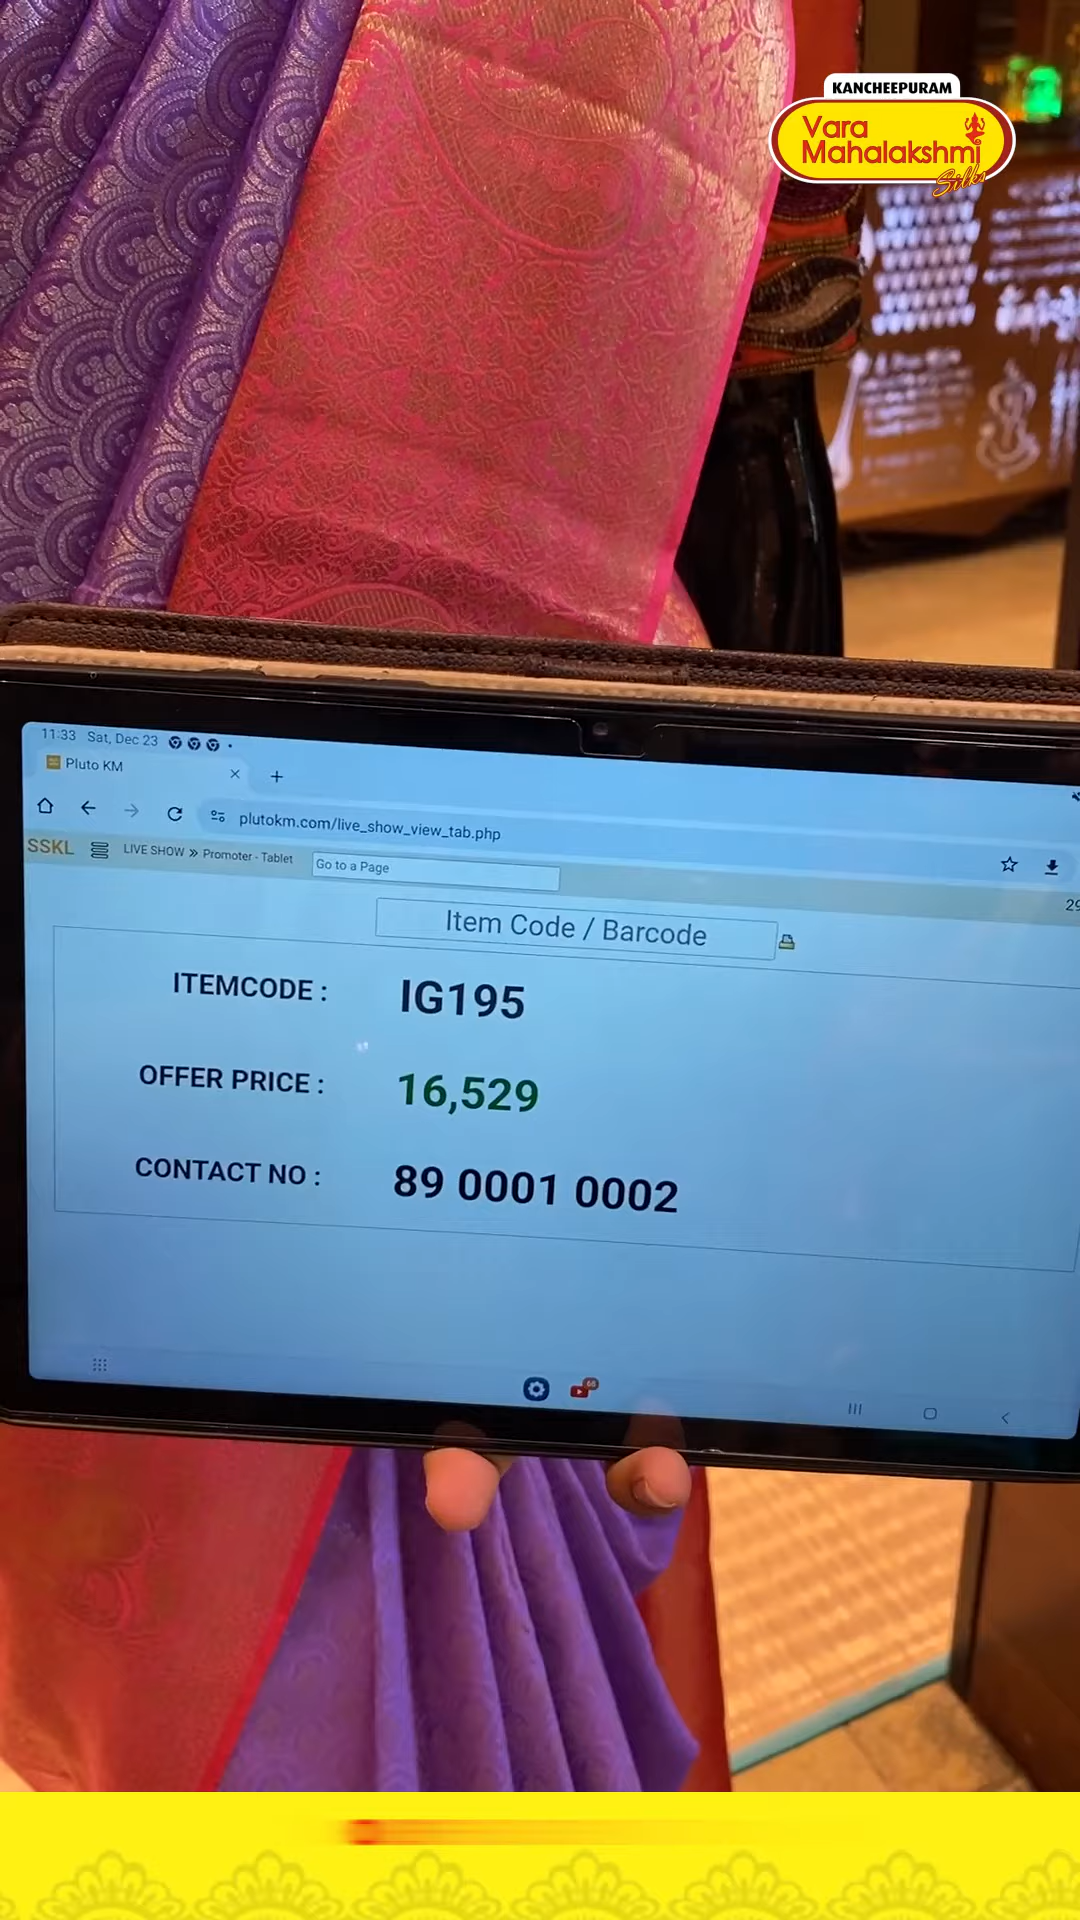 KANCHEEPURAM
Vara
Mahalakshmi
Silks
11:33 Sat, Dec 23
Pluto KM
plutokm.com/live_show_view_tab.php
SSKL LIVE SHOW » Promoter - Tablet Go to a Page
Item Code / Barcode
ITEMCODE : IG195
OFFER PRICE : 16,529
CONTACT NO : 89 0001 0002